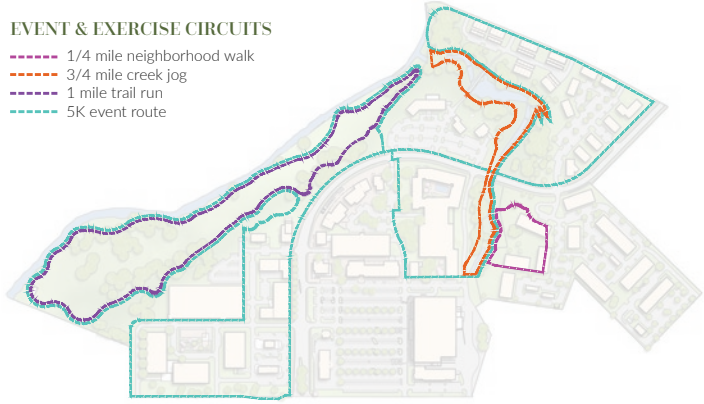 EVENT & EXERCISE CIRCUITS
1/4 mile neighborhood walk
3/4 mile creek jog
1 mile trail run
5K event route